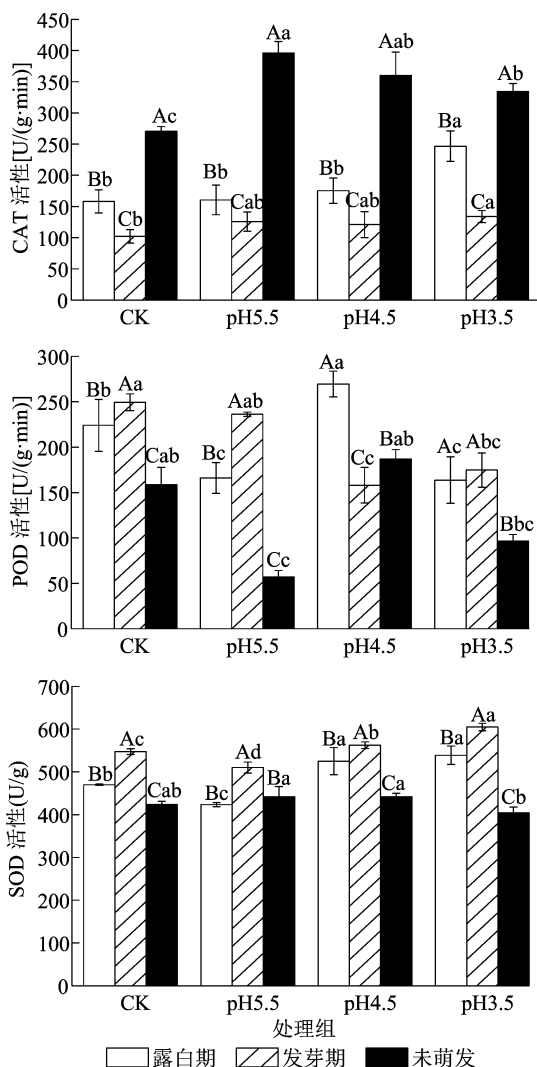 CAT 活性[U/(g·min)]
450
400
350
300
250
200
150
100
50
0
Bb
Cb
Ac
Bb
Cab
Aa
Bb
Cab
Aab
Ba
Ca
Ab
CK
pH5.5
pH4.5
pH3.5
POD 活性[U/(g·min)]
300
250
200
150
100
50
0
Bb
Aa
Cab
Bc
Aab
Cc
Aa
Cc
Bab
Ac
Abc
Bbc
CK
pH5.5
pH4.5
pH3.5
SOD 活性(U/g)
700
600
500
400
300
200
100
0
Bb
Ac
Cab
Bc
Ad
Ba
Ba
Ab
Ca
Ba
Aa
Cb
CK
pH5.5
pH4.5
pH3.5
处理组
露白期 发芽期 未萌发